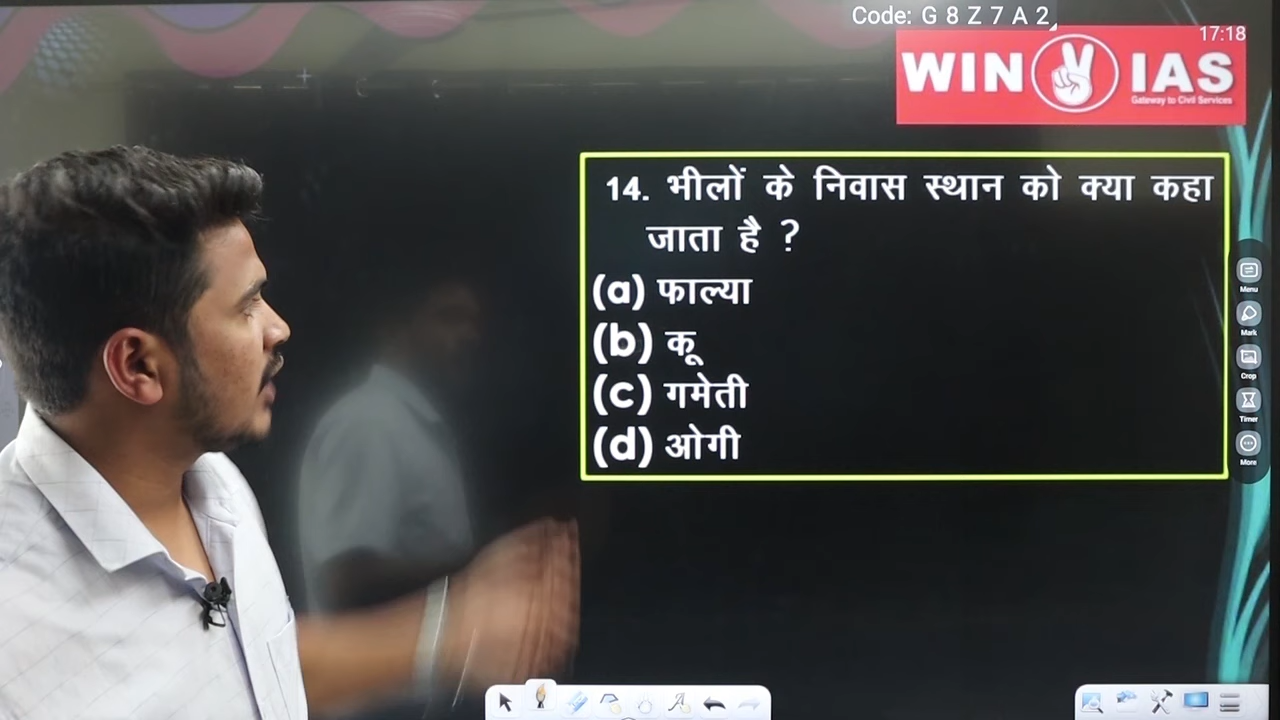 Code: G 8 Z 7 A 2
17:18
WIN IAS
Gateway to Civil Services
14. भीलों के निवास स्थान को क्या कहा
जाता है ?
(a) फाल्या
(b) कू
(c) गमेती
(d) ओगी
Menu
Mark
Crop
Timer
More